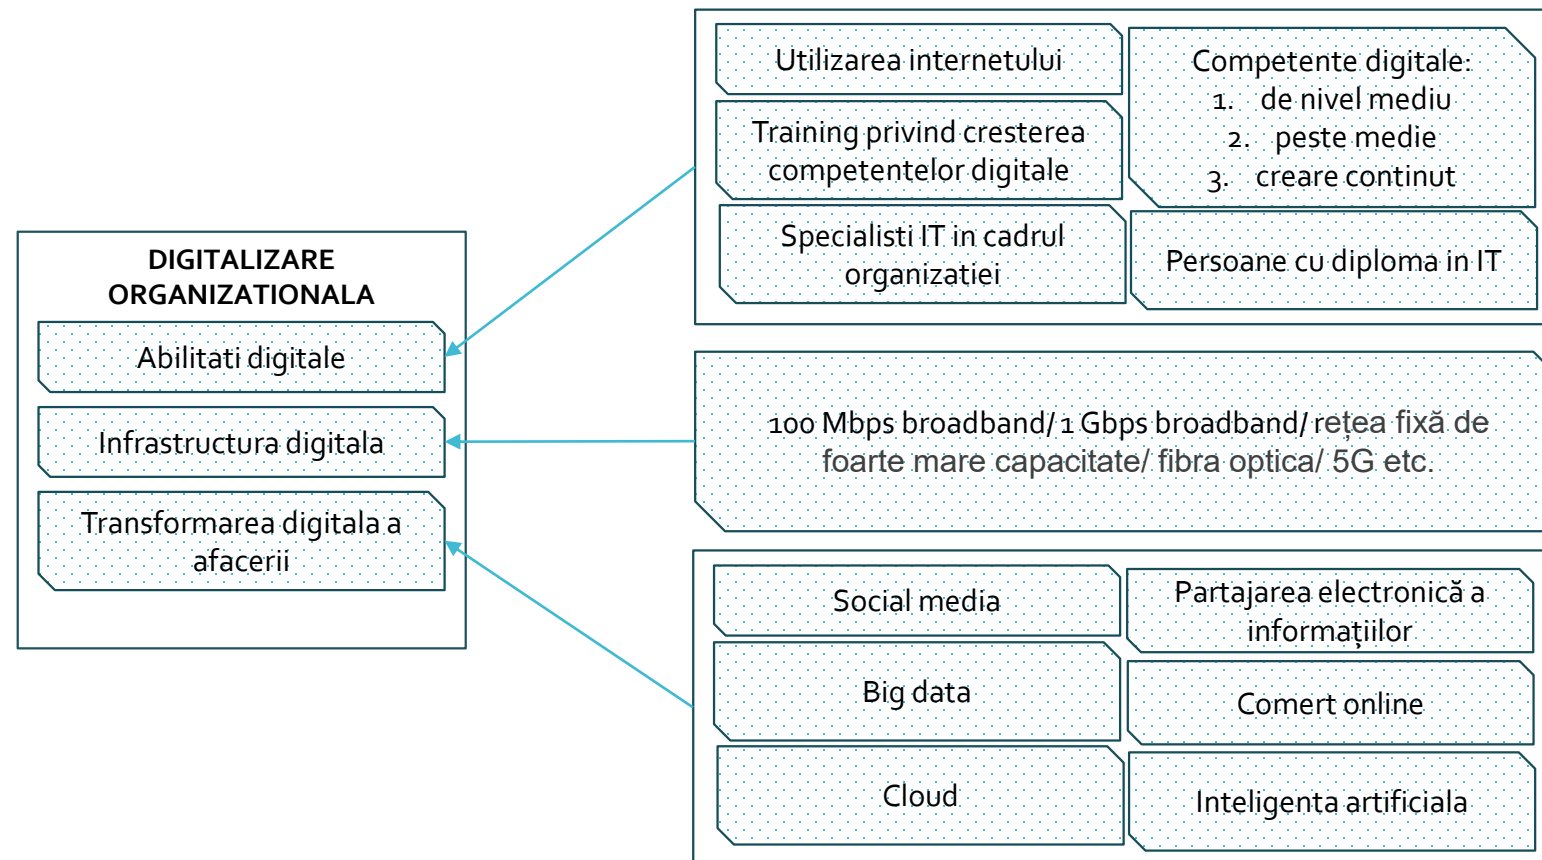 DIGITALIZARE
ORGANIZATIONALA
Abilitati digitale
Infrastructura digitala
Transformarea digitala a
afacerii
Utilizarea internetului
Training privind cresterea
competentelor digitale
Specialisti IT in cadrul
organizatiei
Competente digitale:
1. de nivel mediu
2. peste medie
3. creare continut
Persoane cu diploma in IT
100 Mbps broadband/ 1 Gbps broadband/ rețea fixă de
foarte mare capacitate/ fibra optica/ 5G etc.
Social media
Big data
Cloud
Partajarea electronică a
informațiilor
Comert online
Inteligenta artificiala